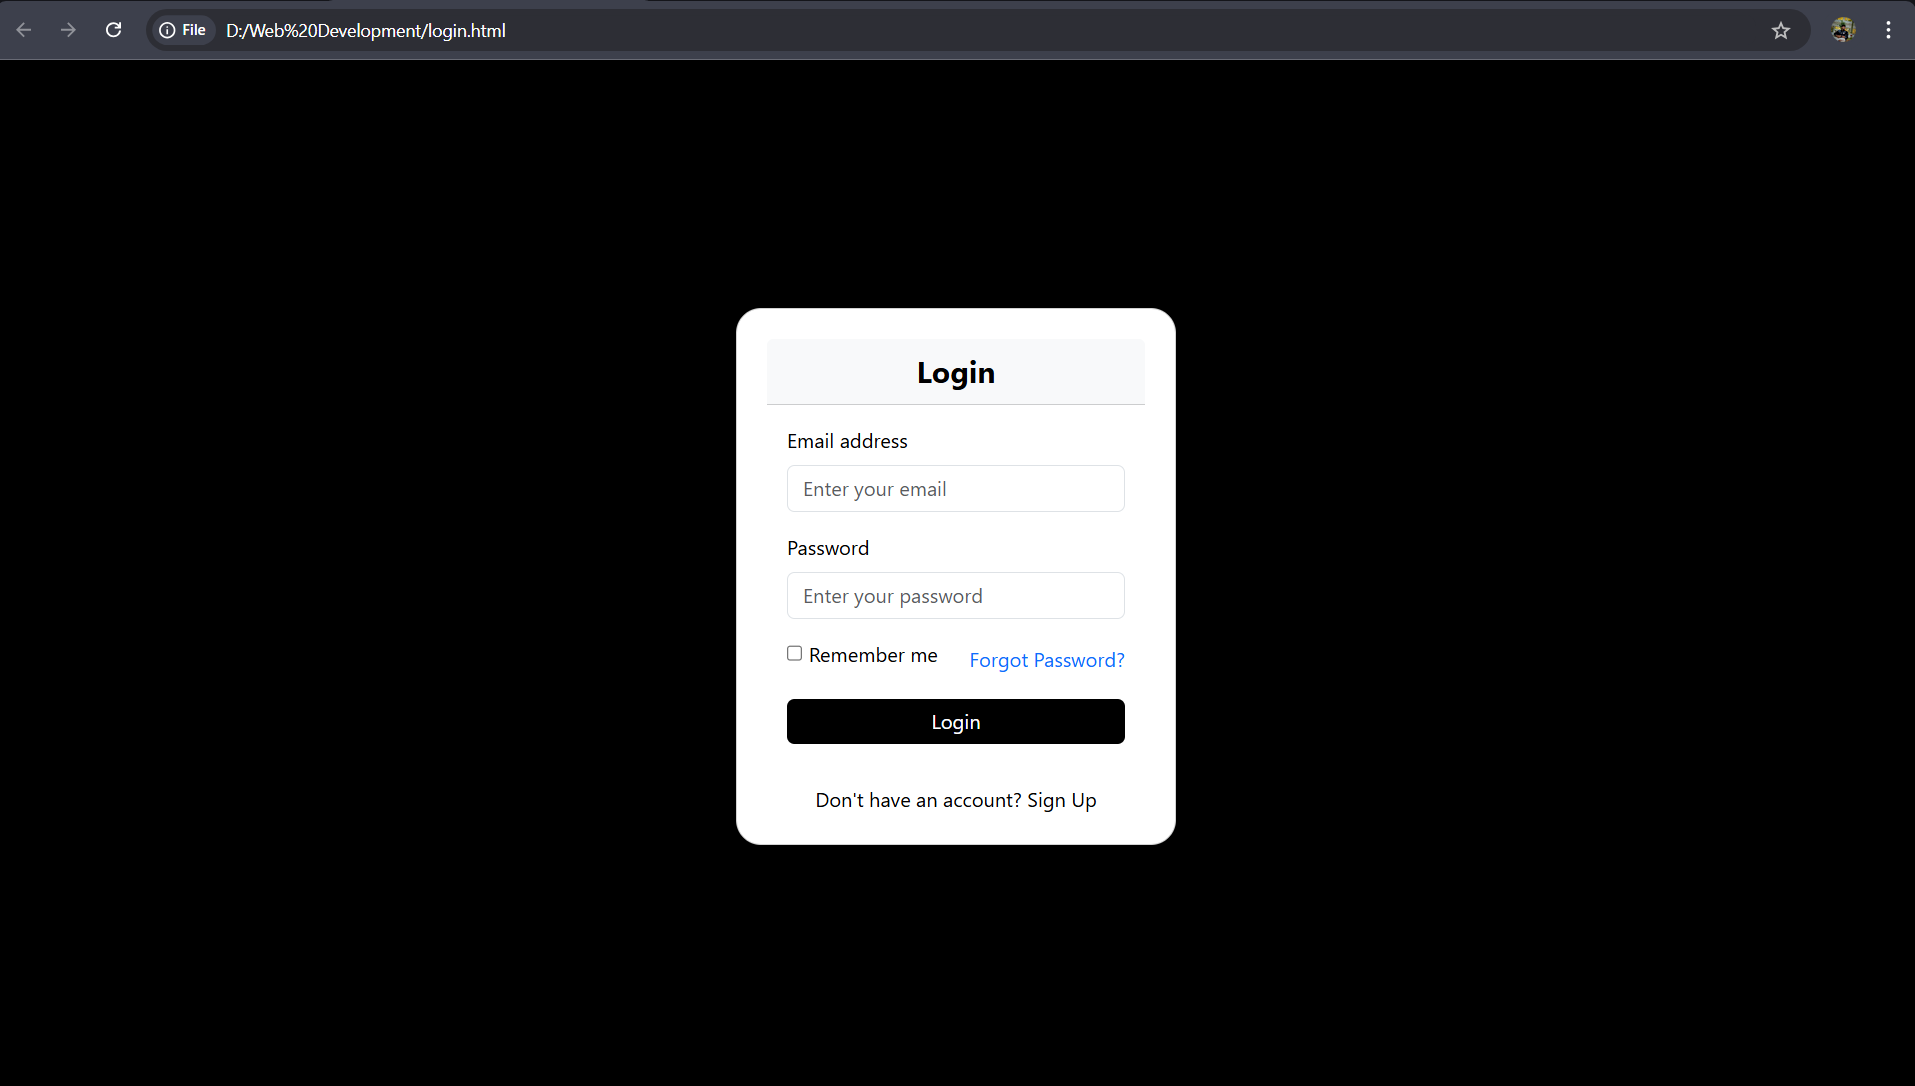 File D:/Web%20Development/login.html
Login
Email address
Enter your email
Password
Enter your password
Remember me Forgot Password?
Login
Don't have an account? Sign Up